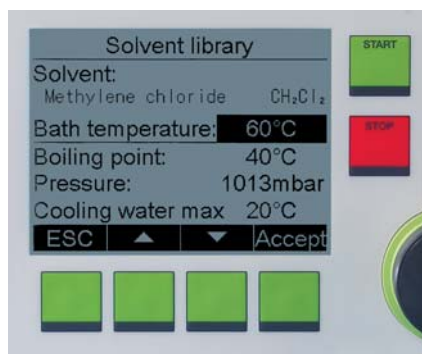 Solvent library
START
Solvent:
Methylene chloride CH₂Cl₂
Bath temperature: 60°C
STOP
Boiling point: 40°C
Pressure: 1013mbar
Cooling water max 20°C
ESC ▲ ▼ Accept